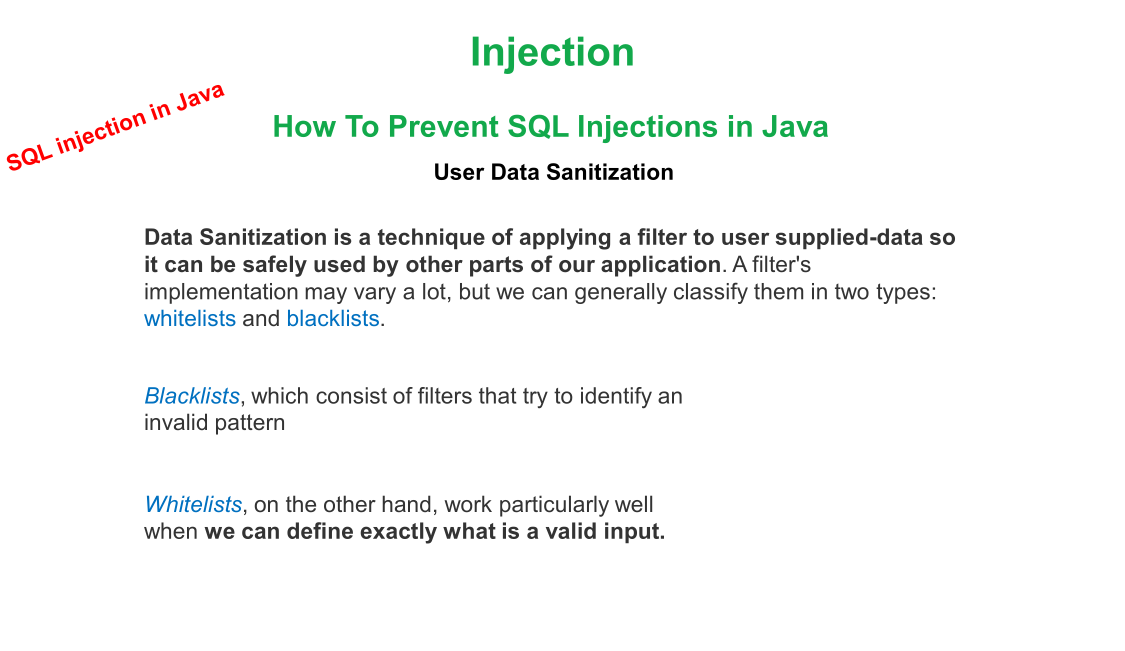 Injection
SQL injection in Java
How To Prevent SQL Injections in Java
User Data Sanitization
Data Sanitization is a technique of applying a filter to user supplied-data so
it can be safely used by other parts of our application. A filter's
implementation may vary a lot, but we can generally classify them in two types:
whitelists and blacklists.
Blacklists, which consist of filters that try to identify an
invalid pattern
Whitelists, on the other hand, work particularly well
when we can define exactly what is a valid input.